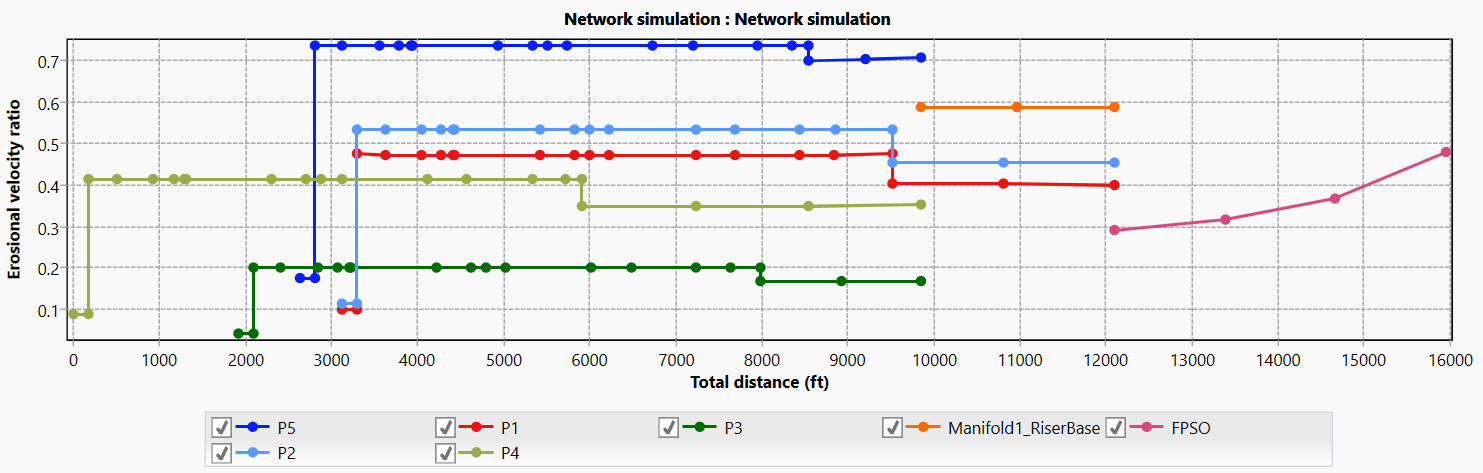 Network simulation : Network simulation
Erosional velocity ratio
0.7
0.6
0.5
0.4
0.3
0.2
0.1
0 1000 2000 3000 4000 5000 6000 7000 8000 9000 10000 11000 12000 13000 14000 15000 16000
Total distance (ft)
P5 P1 P3 Manifold1_RiserBase FPSO
P2 P4